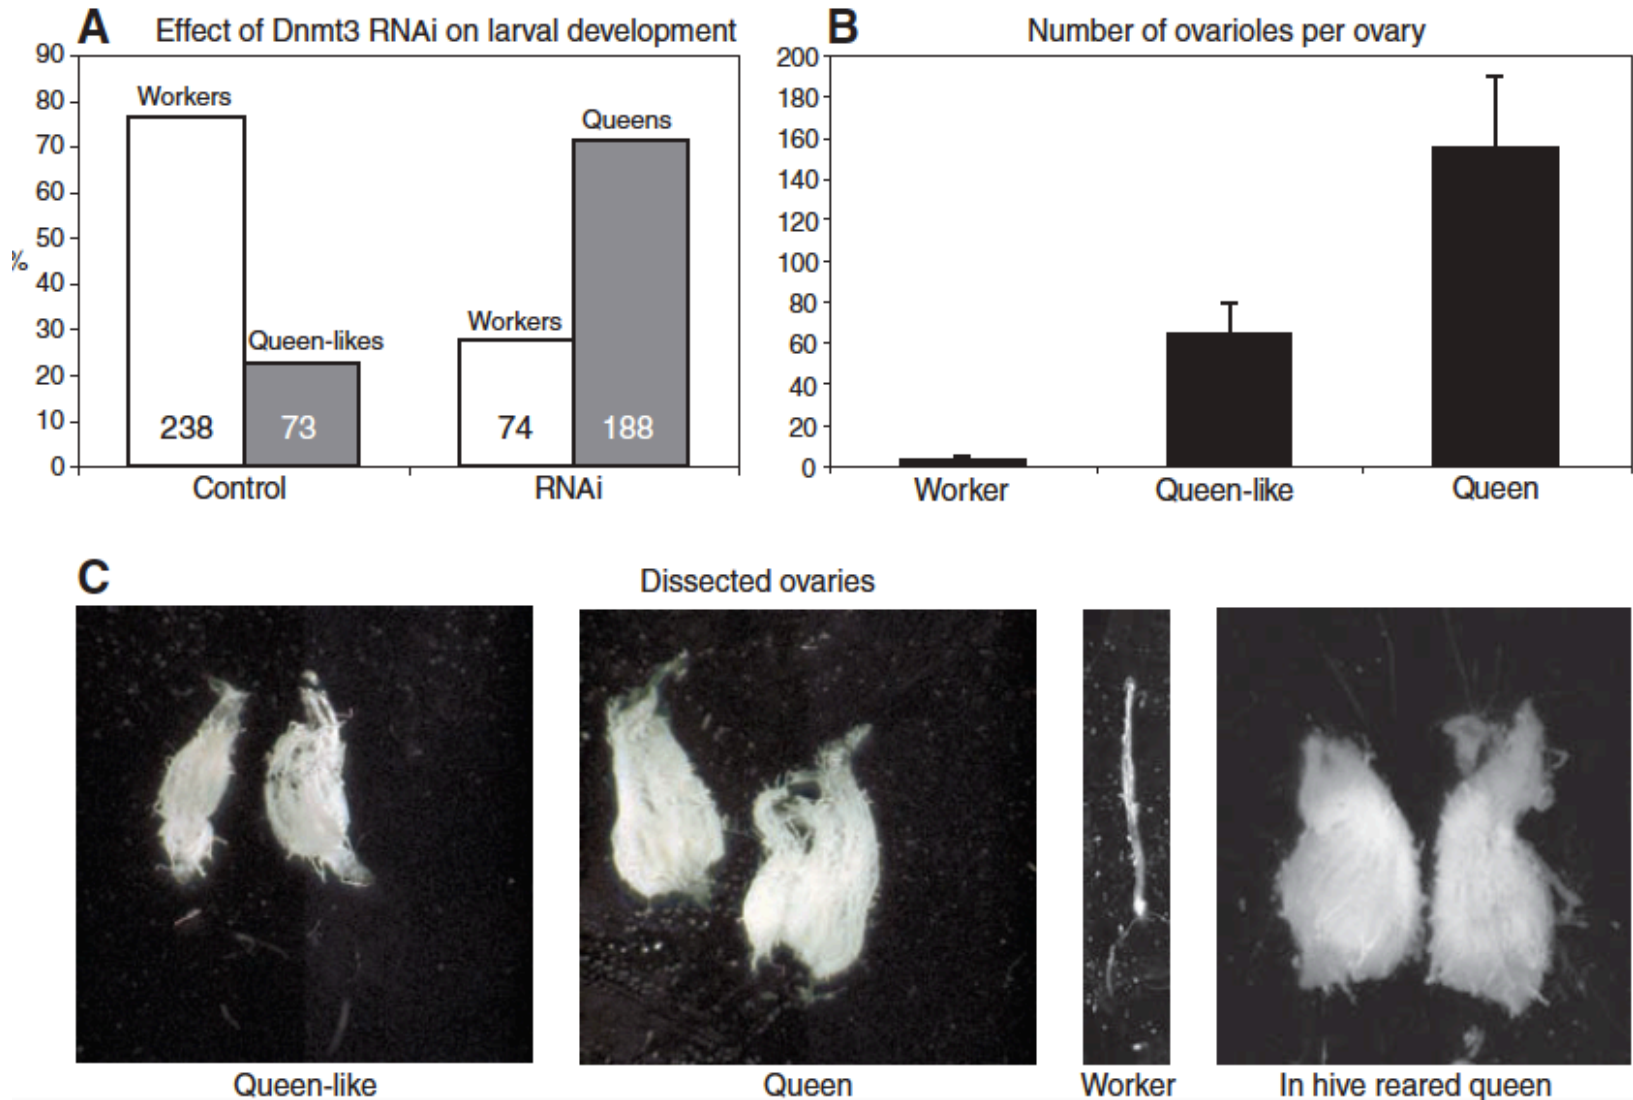 A Effect of Dnmt3 RNAi on larval development
90
80
70
60
50
%
40
30
20
10
0
Workers
Queen-likes
Workers
Queens
238
73
74
188
Control
RNAi
B Number of ovarioles per ovary
200
180
160
140
120
100
80
60
40
20
0
Worker
Queen-like
Queen
C Dissected ovaries
Queen-like
Queen
Worker
In hive reared queen